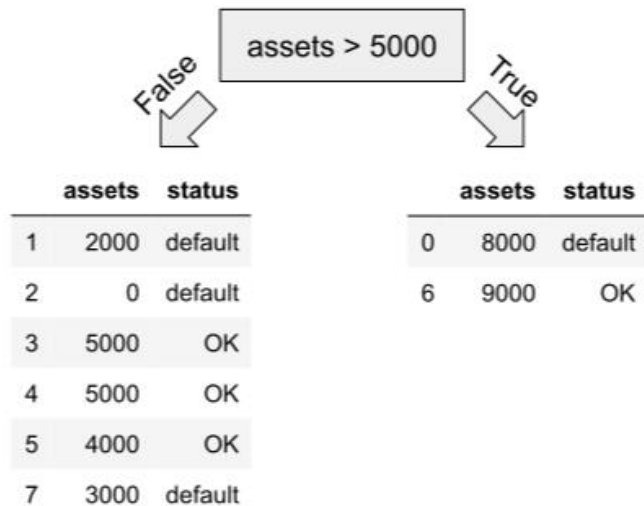 assets > 5000
False
True
assets status
1 2000 default
2 0 default
3 5000 OK
4 5000 OK
5 4000 OK
7 3000 default
assets status
0 8000 default
6 9000 OK